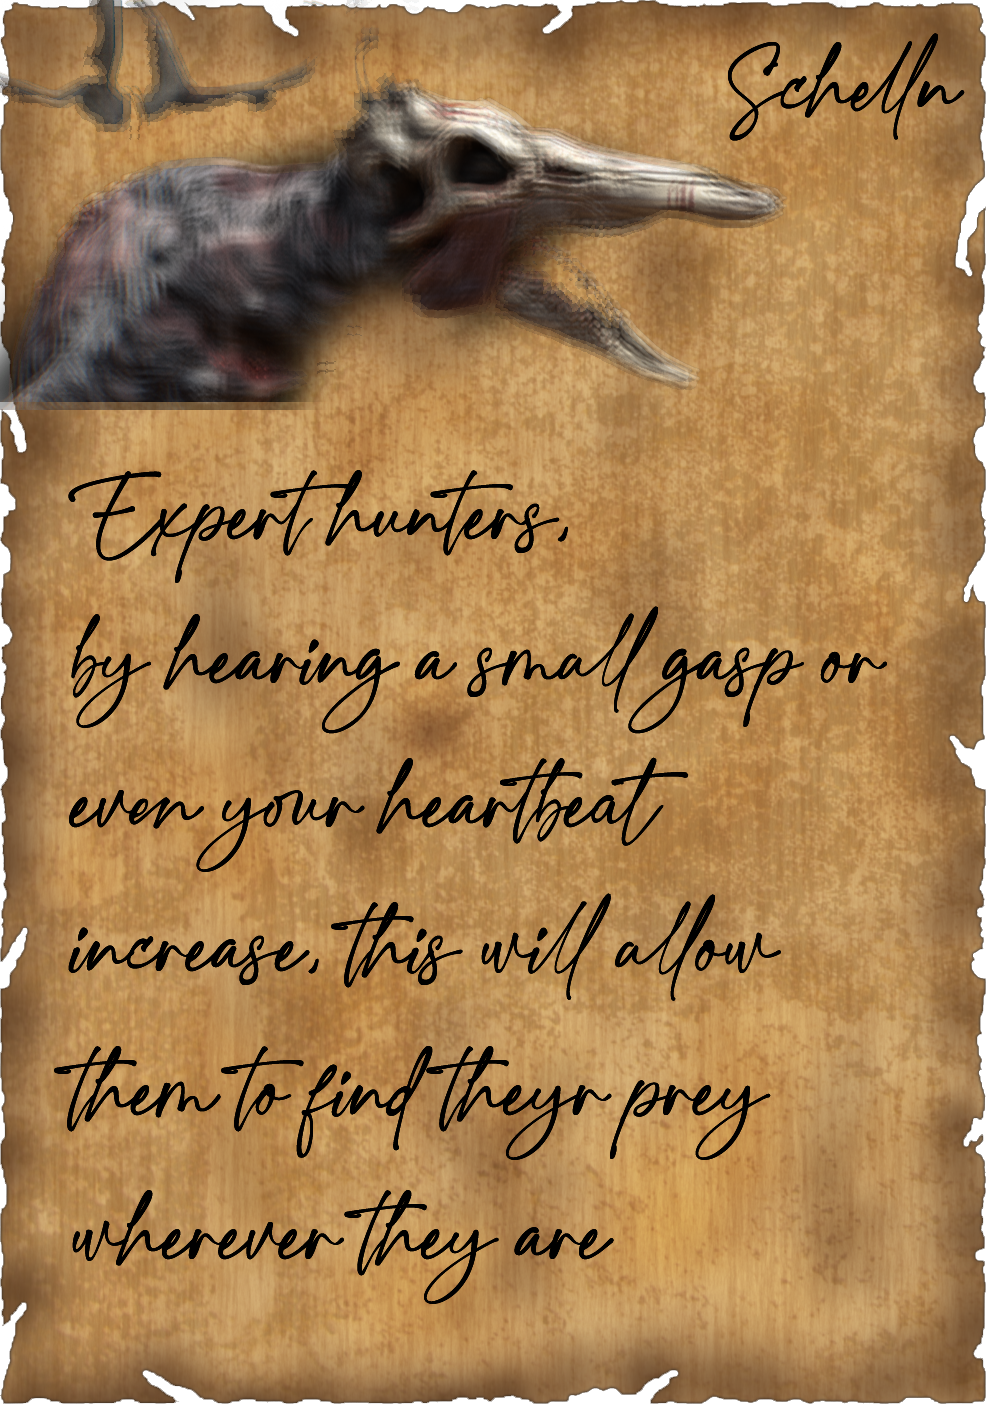 Schelln
Expert hunters,
by hearing a small gasp or
even your heartbeat
increase, this will allow
them to find theyr prey
wherever they are